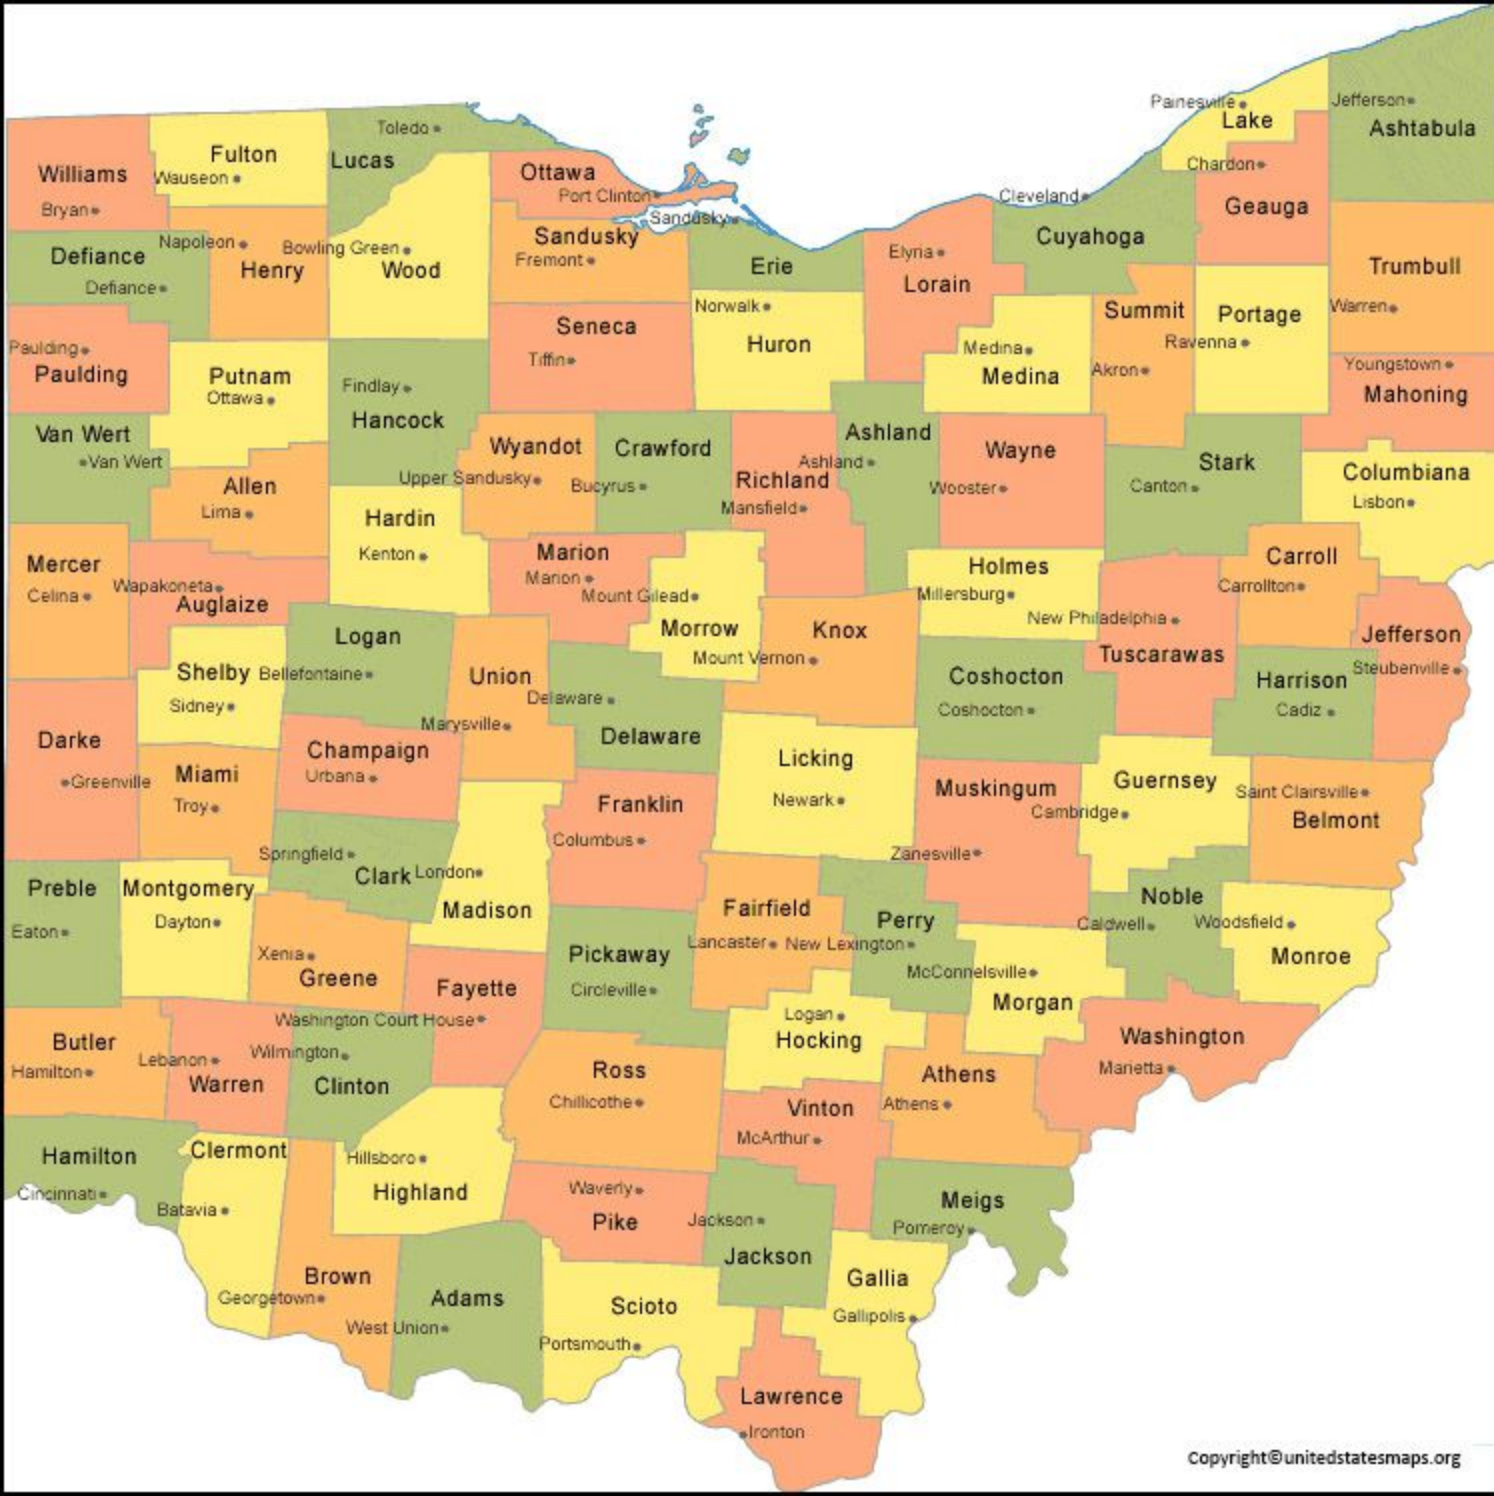 Painesville
Lake
Jefferson
Ashtabula
Toledo
Fulton
Lucas
Williams
Wauseon
Ottawa
Port Clinton
Chardon
Cleveland
Geauga
Bryan
Sandusky
Napoleon
Bowling Green
Sandusky
Cuyahoga
Defiance
Henry
Wood
Fremont
Erie
Elyria
Lorain
Trumbull
Defiance
Norwalk
Summit
Portage
Warren
Seneca
Huron
Paulding
Tiffin
Medina
Ravenna
Paulding
Putnam
Findlay
Medina
Akron
Youngstown
Ottawa
Mahoning
Hancock
Van Wert
Wyandot
Crawford
Ashland
Wayne
Van Wert
Ashland
Stark
Columbiana
Allen
Upper Sandusky
Bucyrus
Richland
Wooster
Canton
Lisbon
Lima
Mansfield
Hardin
Mercer
Kenton
Marion
Holmes
Carroll
Celina
Wapakoneta
Marion
Mount Gilead
Millersburg
Carrollton
Auglaize
New Philadelphia
Logan
Morrow
Knox
Jefferson
Shelby
Bellefontaine
Union
Mount Vernon
Coshocton
Tuscarawas
Harrison
Steubenville
Sidney
Delaware
Coshocton
Cadiz
Darke
Marysville
Delaware
Champaign
Licking
Greenville
Miami
Urbana
Muskingum
Guernsey
Saint Clairsville
Troy
Franklin
Newark
Cambridge
Belmont
Columbus
Springfield
Zanesville
Preble
Montgomery
Clark
London
Noble
Eaton
Dayton
Madison
Fairfield
Perry
Caldwell
Woodsfield
Xenia
Pickaway
Lancaster
New Lexington
Monroe
Greene
Fayette
Circleville
McConnelsville
Morgan
Washington Court House
Logan
Butler
Lebanon
Wilmington
Hocking
Washington
Hamilton
Warren
Clinton
Ross
Athens
Marietta
Chillicothe
Vinton
Athens
Hamilton
Clermont
Hillsboro
McArthur
Cincinnati
Batavia
Highland
Waverly
Meigs
Pike
Jackson
Pomeroy
Brown
Jackson
Gallia
Georgetown
Adams
Scioto
Gallipolis
West Union
Portsmouth
Lawrence
Ironton
Copyright©unitedstatesmaps.org